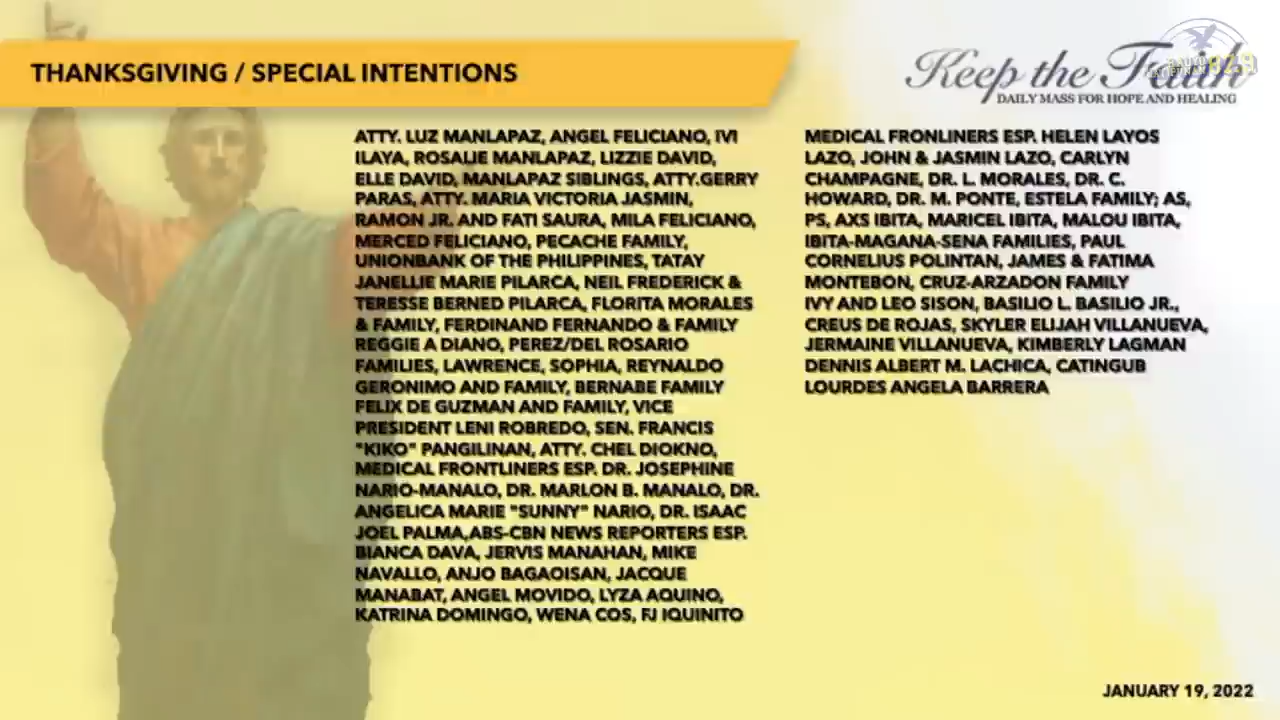 THANKSGIVING / SPECIAL INTENTIONS
Keep the Faith
DAILY MASS FOR HOPE AND HEALING
ATTY. LUZ MANLAPAZ, ANGEL FELICIANO, IVI
ILAYA, ROSALIE MANLAPAZ, LIZZIE DAVID,
ELLE DAVID, MANLAPAZ SIBLINGS, ATTY.GERRY
PARAS, ATTY. MARIA VICTORIA JASMIN,
RAMON JR. AND FATI SAURA, MILA FELICIANO,
MERCED FELICIANO, PECACHE FAMILY,
UNIONBANK OF THE PHILIPPINES, TATAY
JANELLIE MARIE PILARCA, NEIL FREDERICK &
TERESSE BERNED PILARCA, FLORITA MORALES
& FAMILY, FERDINAND FERNANDO & FAMILY
REGGIE A DIANO, PEREZ/DEL ROSARIO
FAMILIES, LAWRENCE, SOPHIA, REYNALDO
GERONIMO AND FAMILY, BERNABE FAMILY
FELIX DE GUZMAN AND FAMILY, VICE
PRESIDENT LENI ROBREDO, SEN. FRANCIS
"KIKO" PANGILINAN, ATTY. CHEL DIOKNO,
MEDICAL FRONTLINERS ESP. DR. JOSEPHINE
NARIO-MANALO, DR. MARLON B. MANALO, DR.
ANGELICA MARIE "SUNNY" NARIO, DR. ISAAC
JOEL PALMA,ABS-CBN NEWS REPORTERS ESP.
BIANCA DAVA, JERVIS MANAHAN, MIKE
NAVALLO, ANJO BAGAOISAN, JACQUE
MANABAT, ANGEL MOVIDO, LYZA AQUINO,
KATRINA DOMINGO, WENA COS, FJ IQUINITO
MEDICAL FRONLINERS ESP. HELEN LAYOS
LAZO, JOHN & JASMIN LAZO, CARLYN
CHAMPAGNE, DR. L. MORALES, DR. C.
HOWARD, DR. M. PONTE, ESTELA FAMILY; AS,
PS, AXS IBITA, MARICEL IBITA, MALOU IBITA,
IBITA-MAGANA-SENA FAMILIES, PAUL
CORNELIUS POLINTAN, JAMES & FATIMA
MONTEBON, CRUZ-ARZADON FAMILY
IVY AND LEO SISON, BASILIO L. BASILIO JR.,
CREUS DE ROJAS, SKYLER ELIJAH VILLANUEVA,
JERMAINE VILLANUEVA, KIMBERLY LAGMAN
DENNIS ALBERT M. LACHICA, CATINGUB
LOURDES ANGELA BARRERA
JANUARY 19, 2022